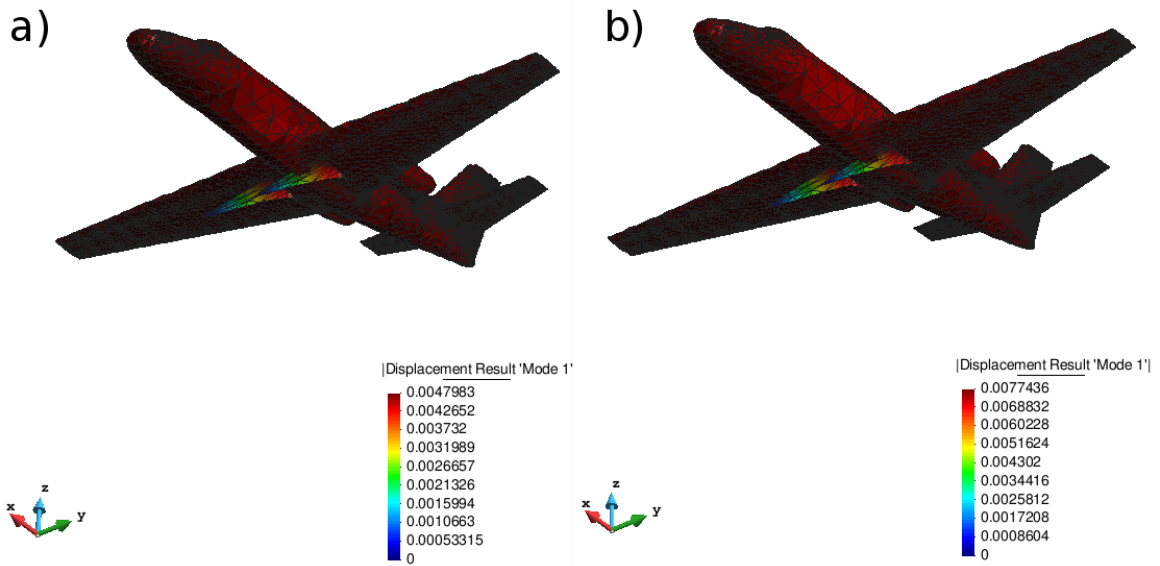 a)
b)
|Displacement Result 'Mode 1'
0.0047983
0.0042652
0.003732
0.0031989
0.0026657
0.0021326
0.0015994
0.0010663
0.00053315
0
|Displacement Result 'Mode 1'|
0.0077436
0.0068832
0.0060228
0.0051624
0.004302
0.0034416
0.0025812
0.0017208
0.0008604
0
z
x
y
z
x
y